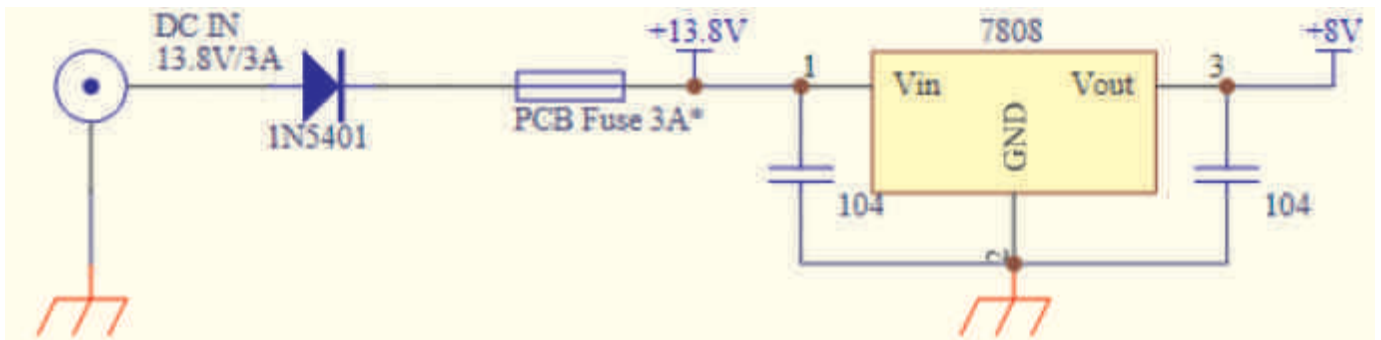 DC IN
13.8V/3A
1N5401
PCB Fuse 3A*
+13.8V
1
7808
Vin
Vout
GND
2
3
+8V
104
104